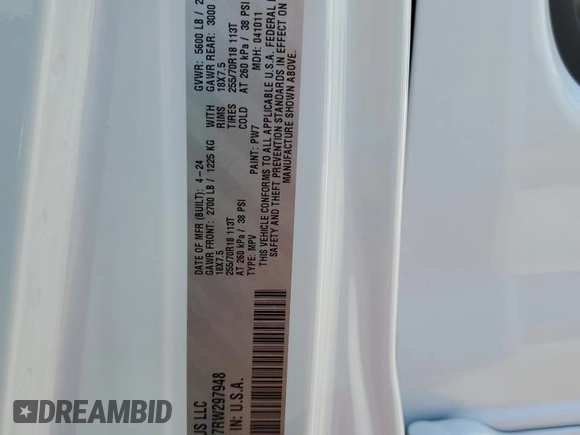 US LLC
DATE OF MFR (BUILT): 4-24 GVWR: 5600 LB / 2
GAWR FRONT: 2700 LB / 1225 KG WITH GAWR REAR: 3000
18X7.5 RIMS 18X7.5
255/70R18 113T TIRES 255/70R18 113T
AT 260 kPa / 38 PSI COLD AT 260 kPa / 38 PSI
7RW297948 TYPE: MPV PAINT: PW7 MDH: 041011
IN: U.S.A. THIS VEHICLE CONFORMS TO ALL APPLICABLE U.S.A. FEDERAL
SAFETY AND THEFT PREVENTION STANDARDS IN EFFECT ON
MANUFACTURE SHOWN ABOVE.
DREAMBID